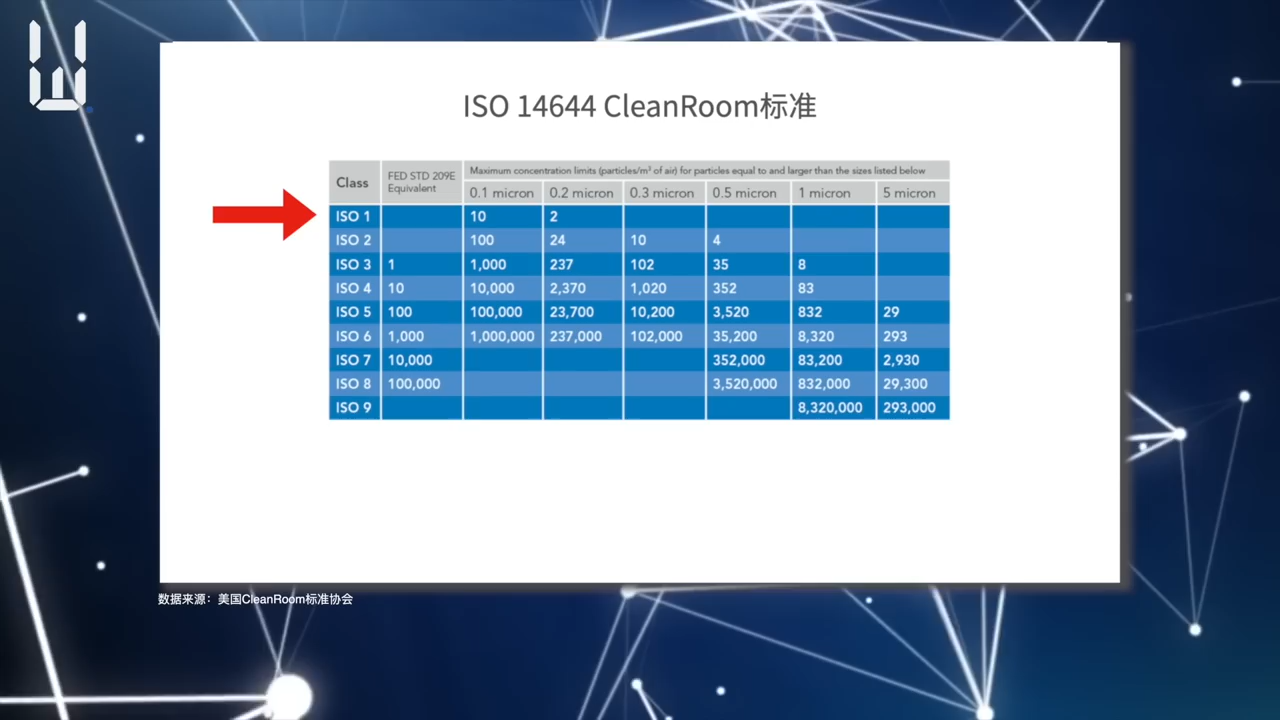 ISO 14644 CleanRoom标准
Class FED STD 209E Equivalent Maximum concentration limits (particles/m³ of air) for particles equal to and larger than the sizes listed below
0.1 micron 0.2 micron 0.3 micron 0.5 micron 1 micron 5 micron
ISO 1 10 2
ISO 2 100 24 10 4
ISO 3 1 1,000 237 102 35 8
ISO 4 10 10,000 2,370 1,020 352 83
ISO 5 100 100,000 23,700 10,200 3,520 832 29
ISO 6 1,000 1,000,000 237,000 102,000 35,200 8,320 293
ISO 7 10,000 352,000 83,200 2,930
ISO 8 100,000 3,520,000 832,000 29,300
ISO 9 8,320,000 293,000
数据来源：美国CleanRoom标准协会